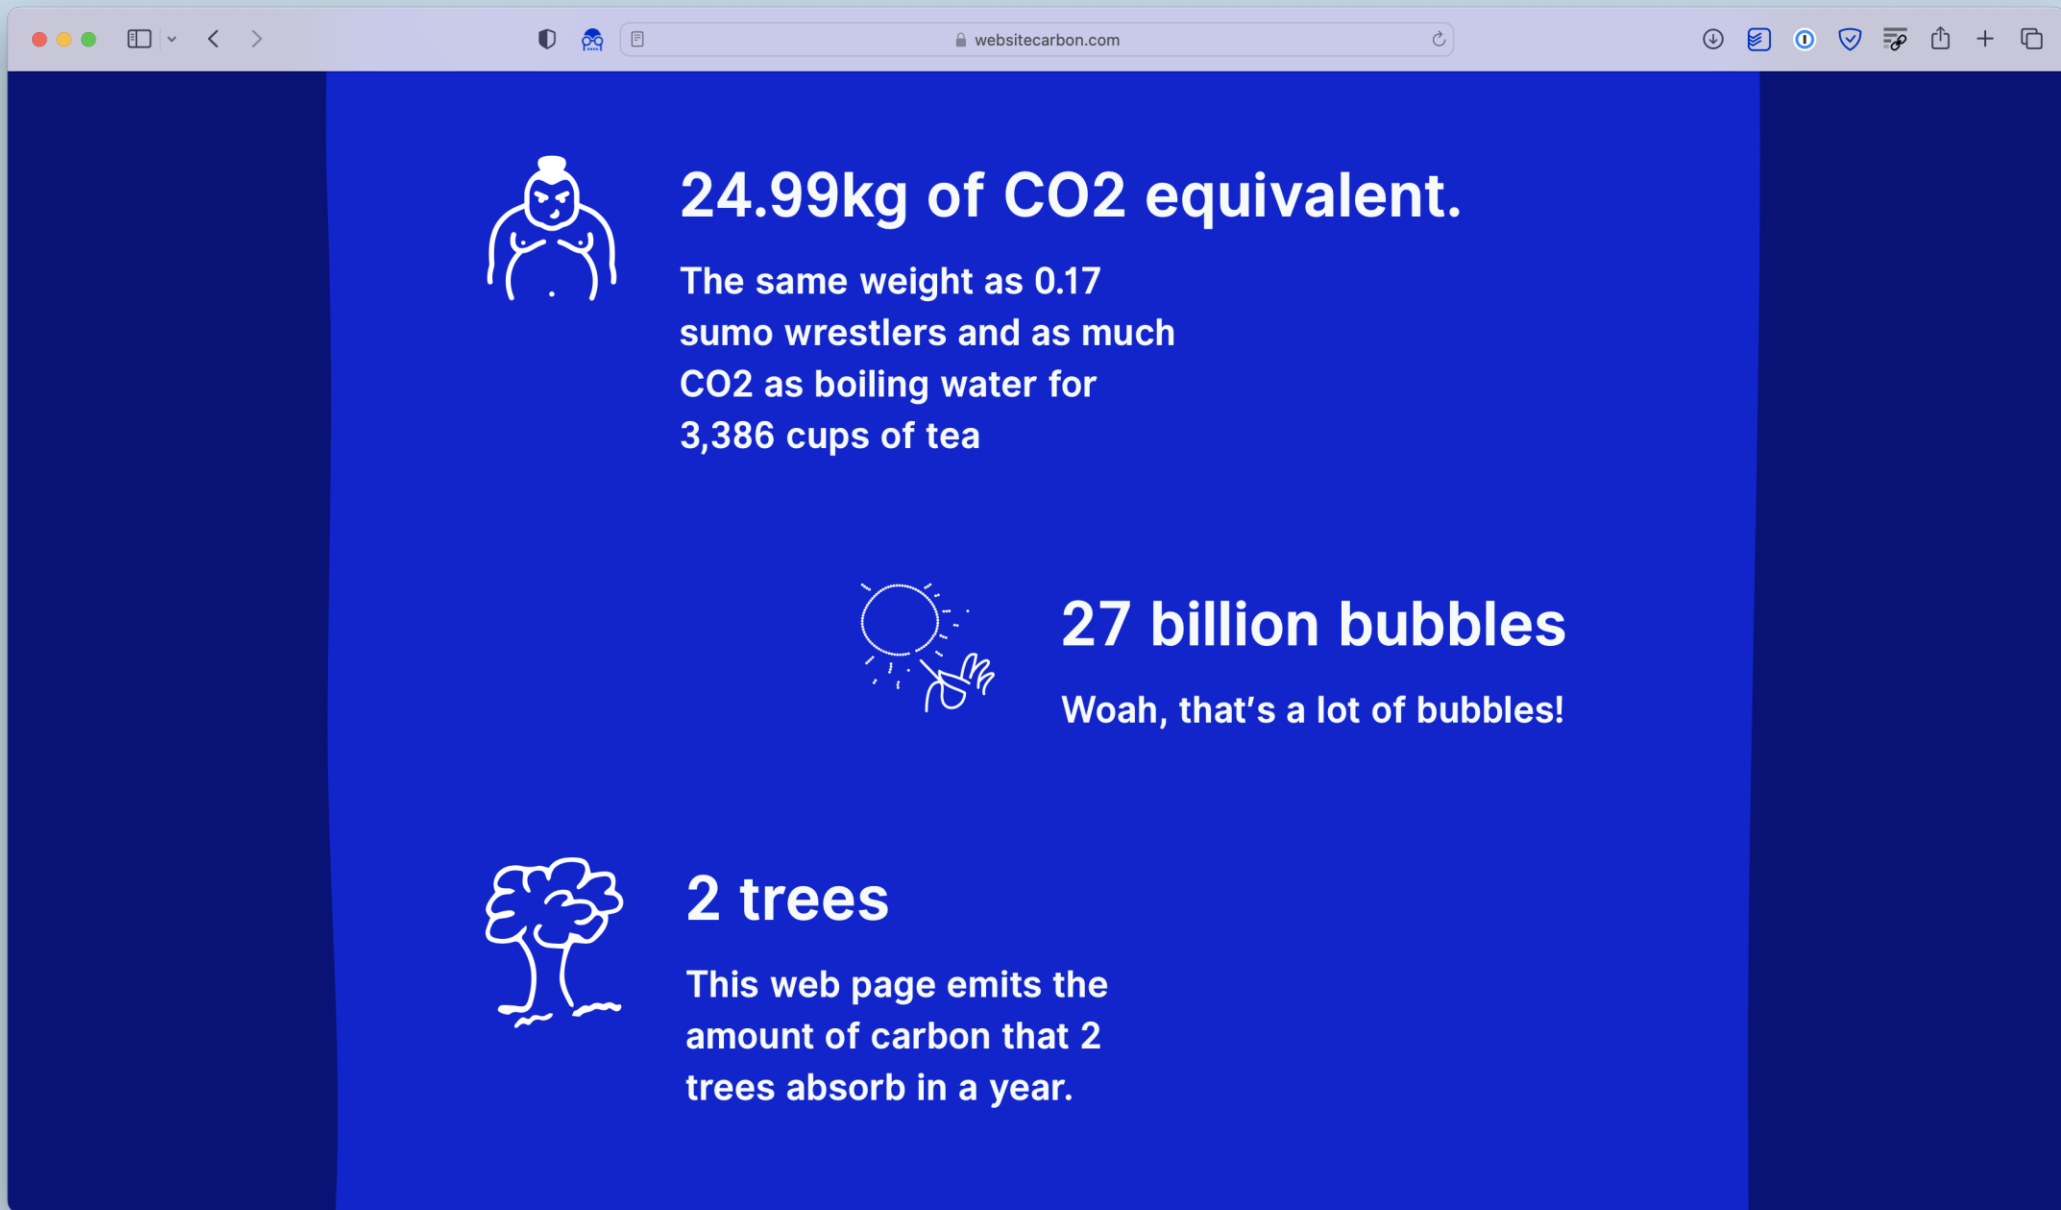 websitecarbon.com
24.99kg of CO2 equivalent.
The same weight as 0.17
sumo wrestlers and as much
CO2 as boiling water for
3,386 cups of tea
27 billion bubbles
Woah, that’s a lot of bubbles!
2 trees
This web page emits the
amount of carbon that 2
trees absorb in a year.